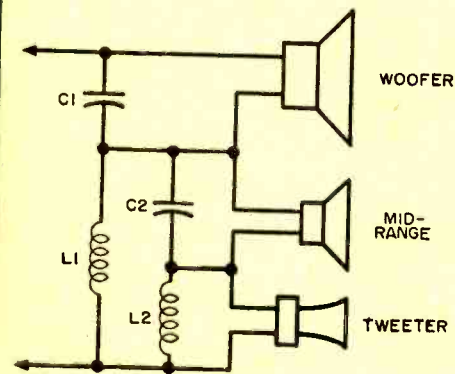 WOOFER
C1
C2
MID-
RANGE
L1
L2
TWEETER